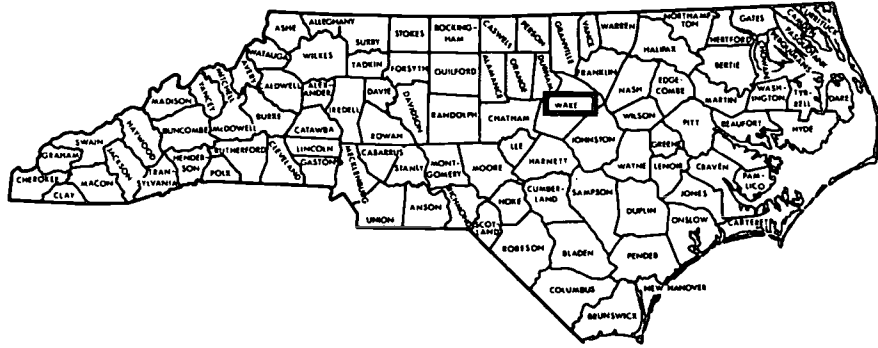 ASHE
ALLEGHANY
SURRY
STOKES
ROCKING-
HAM
CASWELL
PERSON
GRANVILLE
VANCE
WARREN
NORTHAMP-
TON
GATES
HERTFORD
CURRITUCK
HALIFAX
BERTIE
CHOWAN
WATAUGA
WILKES
YADKIN
FORSYTH
GUILFORD
ALAMANCE
ORANGE
DURHAM
FRANKLIN
NASH
EDGE-
COMBE
MARTIN
WASH-
INGTON
TYR-
RELL
DARE
MITCHELL
AVERY
CALDWELL
ALEX-
ANDER
IREDELL
DAVIE
DAVIDSON
RANDOLPH
CHATHAM
WAKE
WILSON
PITT
BEAUFORT
HYDE
MADISON
YANCEY
BURKE
McDOWELL
CATAWBA
ROWAN
JOHNSTON
GREENE
SWAIN
HAYWOOD
BUNCOMBE
RUTHERFORD
CLEVELAND
LINCOLN
GASTON
MECKLENBURG
CABARRUS
STANLY
MONT-
GOMERY
MOORE
LEE
HARNETT
WAYNE
LENOIR
CRAVEN
PAM-
LICO
GRAHAM
CHEROKEE
CLAY
MACON
JACKSON
TRAN-
SYLVANIA
HENDER-
SON
POLK
UNION
ANSON
RICHMOND
SCOT-
LAND
HOKE
CUMBER-
LAND
SAMPSON
DUPLIN
JONES
ONSLOW
CARTERET
ROBESON
BLADEN
PENDER
COLUMBUS
NEW HANOVER
BRUNSWICK